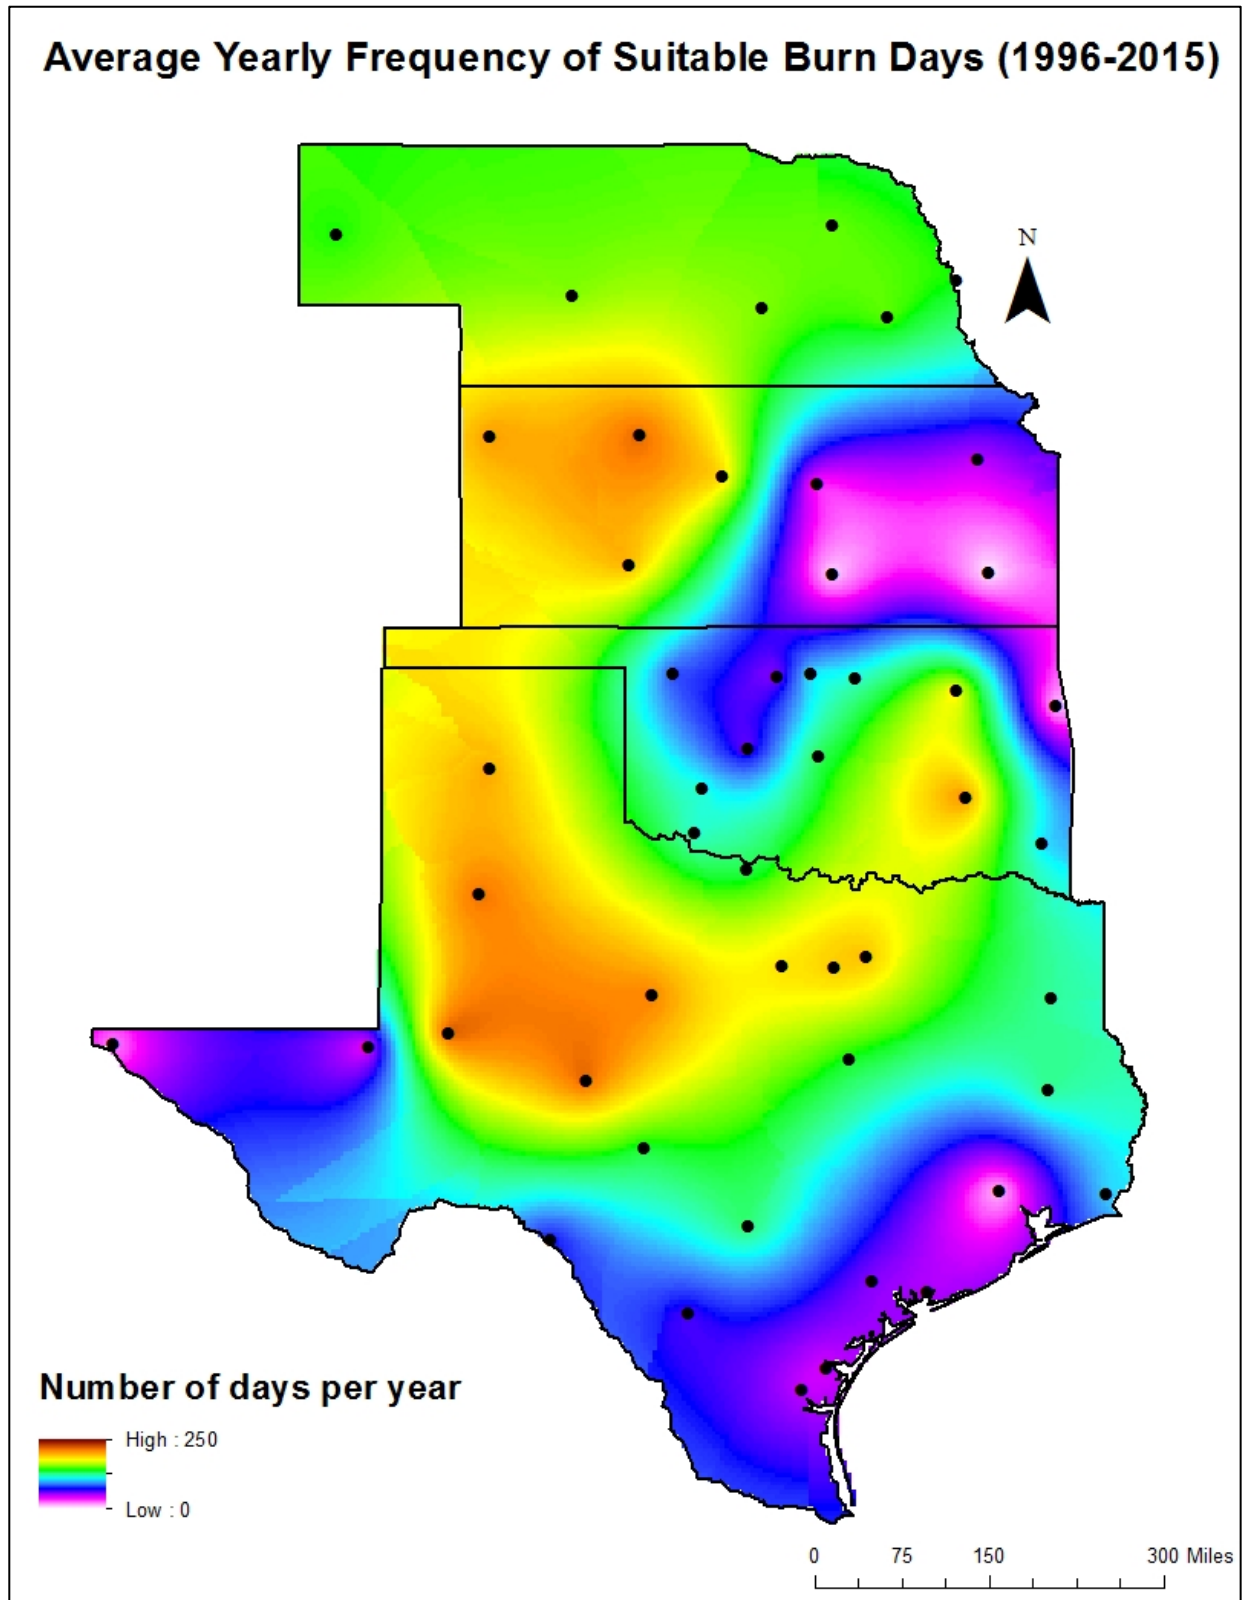 Average Yearly Frequency of Suitable Burn Days (1996-2015)
N
Number of days per year
High : 250
Low : 0
0 75 150 300 Miles